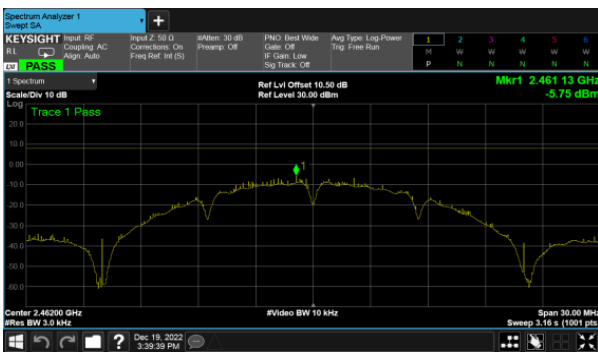 Spectrum Analyzer 1
Swept SA
+
KEYSIGHT Input: RF Input Z: 50 Ω #Atten: 30 dB PNO: Best Wide Avg Type: Log-Power 1 2 3 4 5 6
RL Coupling: AC Corrections: On Preamp: Off Gate: Off Trig: Free Run M W W W W W
Align: Auto Freq Ref: Int (S) IF Gain: Low P N N N N N
Sig Track: Off
LXI PASS
1 Spectrum Ref Lvl Offset 10.50 dB Mkr1 2.461 13 GHz
Scale/Div 10 dB Ref Level 30.00 dBm -5.75 dBm
Log Trace 1 Pass
20.0
10.0
0.00
1
-10.0
-20.0
-30.0
-40.0
-50.0
-60.0
Center 2.46200 GHz #Video BW 10 kHz Span 30.00 MHz
#Res BW 3.0 kHz Sweep 3.16 s (1001 pts
? Dec 19, 2022
3:39:39 PM